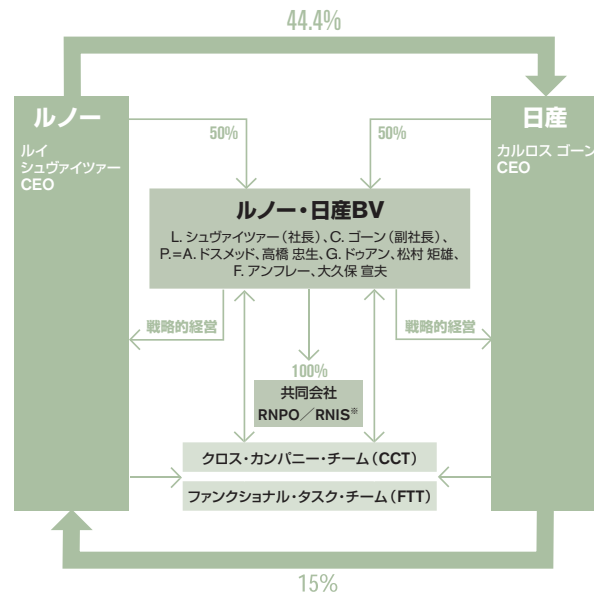 44.4%
ルノー
ルイ
シュヴァイツァー
CEO
日産
カルロス ゴーン
CEO
50%
50%
ルノー・日産BV
L. シュヴァイツァー（社長）、C. ゴーン（副社長）、
P.=A. ドスメッド、高橋 忠生、G. ドゥアン、松村 矩雄、
F. アンフレー、大久保 宣夫
戦略的経営
戦略的経営
100%
共同会社
RNPO／RNIS※
クロス・カンパニー・チーム（CCT）
ファンクショナル・タスク・チーム（FTT）
15%